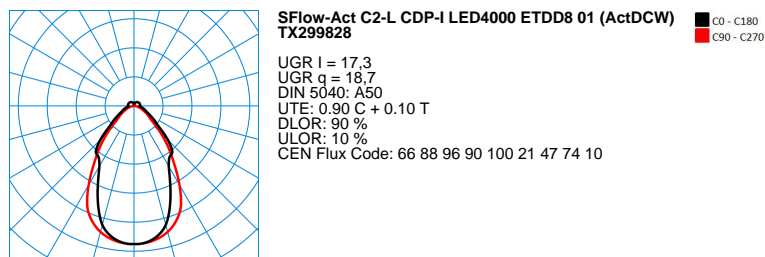 SFlow-Act C2-L CDP-I LED4000 ETDD8 01 (ActDCW)
TX299828
UGR l = 17,3
UGR q = 18,7
DIN 5040: A50
UTE: 0.90 C + 0.10 T
DLOR: 90 %
ULOR: 10 %
CEN Flux Code: 66 88 96 90 100 21 47 74 10
C0 - C180
C90 - C270